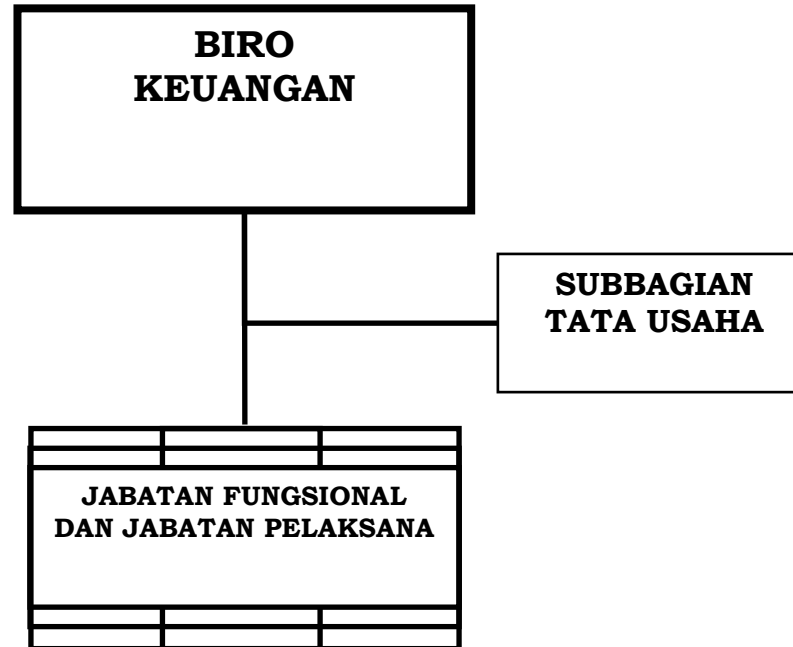 BIRO
KEUANGAN
SUBBAGIAN
TATA USAHA
JABATAN FUNGSIONAL
DAN JABATAN PELAKSANA